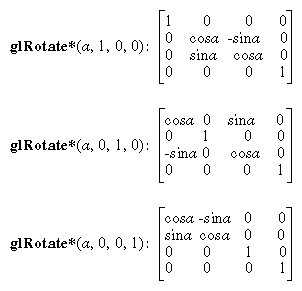 1 0 0 0
0 cosa -sina 0
glRotate*(a, 1, 0, 0):
0 sina cosa 0
0 0 0 1
cosa 0 sina 0
0 1 0 0
glRotate*(a, 0, 1, 0):
-sina 0 cosa 0
0 0 0 1
cosa -sina 0 0
sina cosa 0 0
glRotate*(a, 0, 0, 1):
0 0 1 0
0 0 0 1